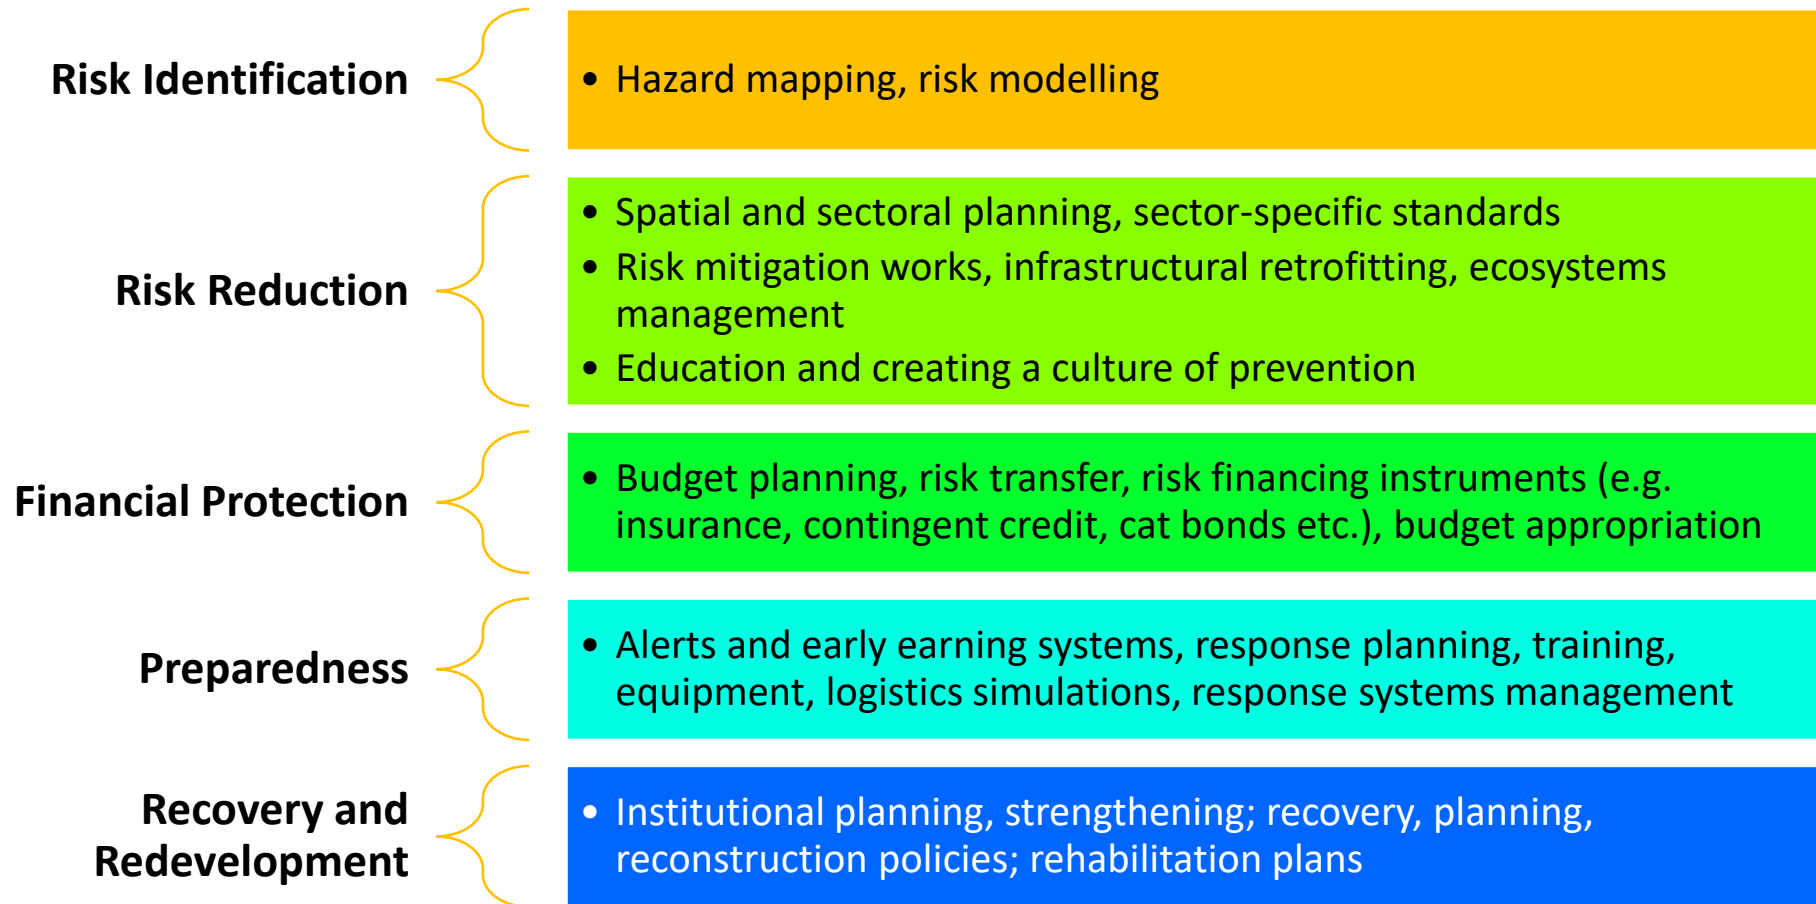 Risk Identification
• Hazard mapping, risk modelling
Risk Reduction
• Spatial and sectoral planning, sector-specific standards
• Risk mitigation works, infrastructural retrofitting, ecosystems
management
• Education and creating a culture of prevention
Financial Protection
• Budget planning, risk transfer, risk financing instruments (e.g.
insurance, contingent credit, cat bonds etc.), budget appropriation
Preparedness
• Alerts and early earning systems, response planning, training,
equipment, logistics simulations, response systems management
Recovery and
Redevelopment
• Institutional planning, strengthening; recovery, planning,
reconstruction policies; rehabilitation plans